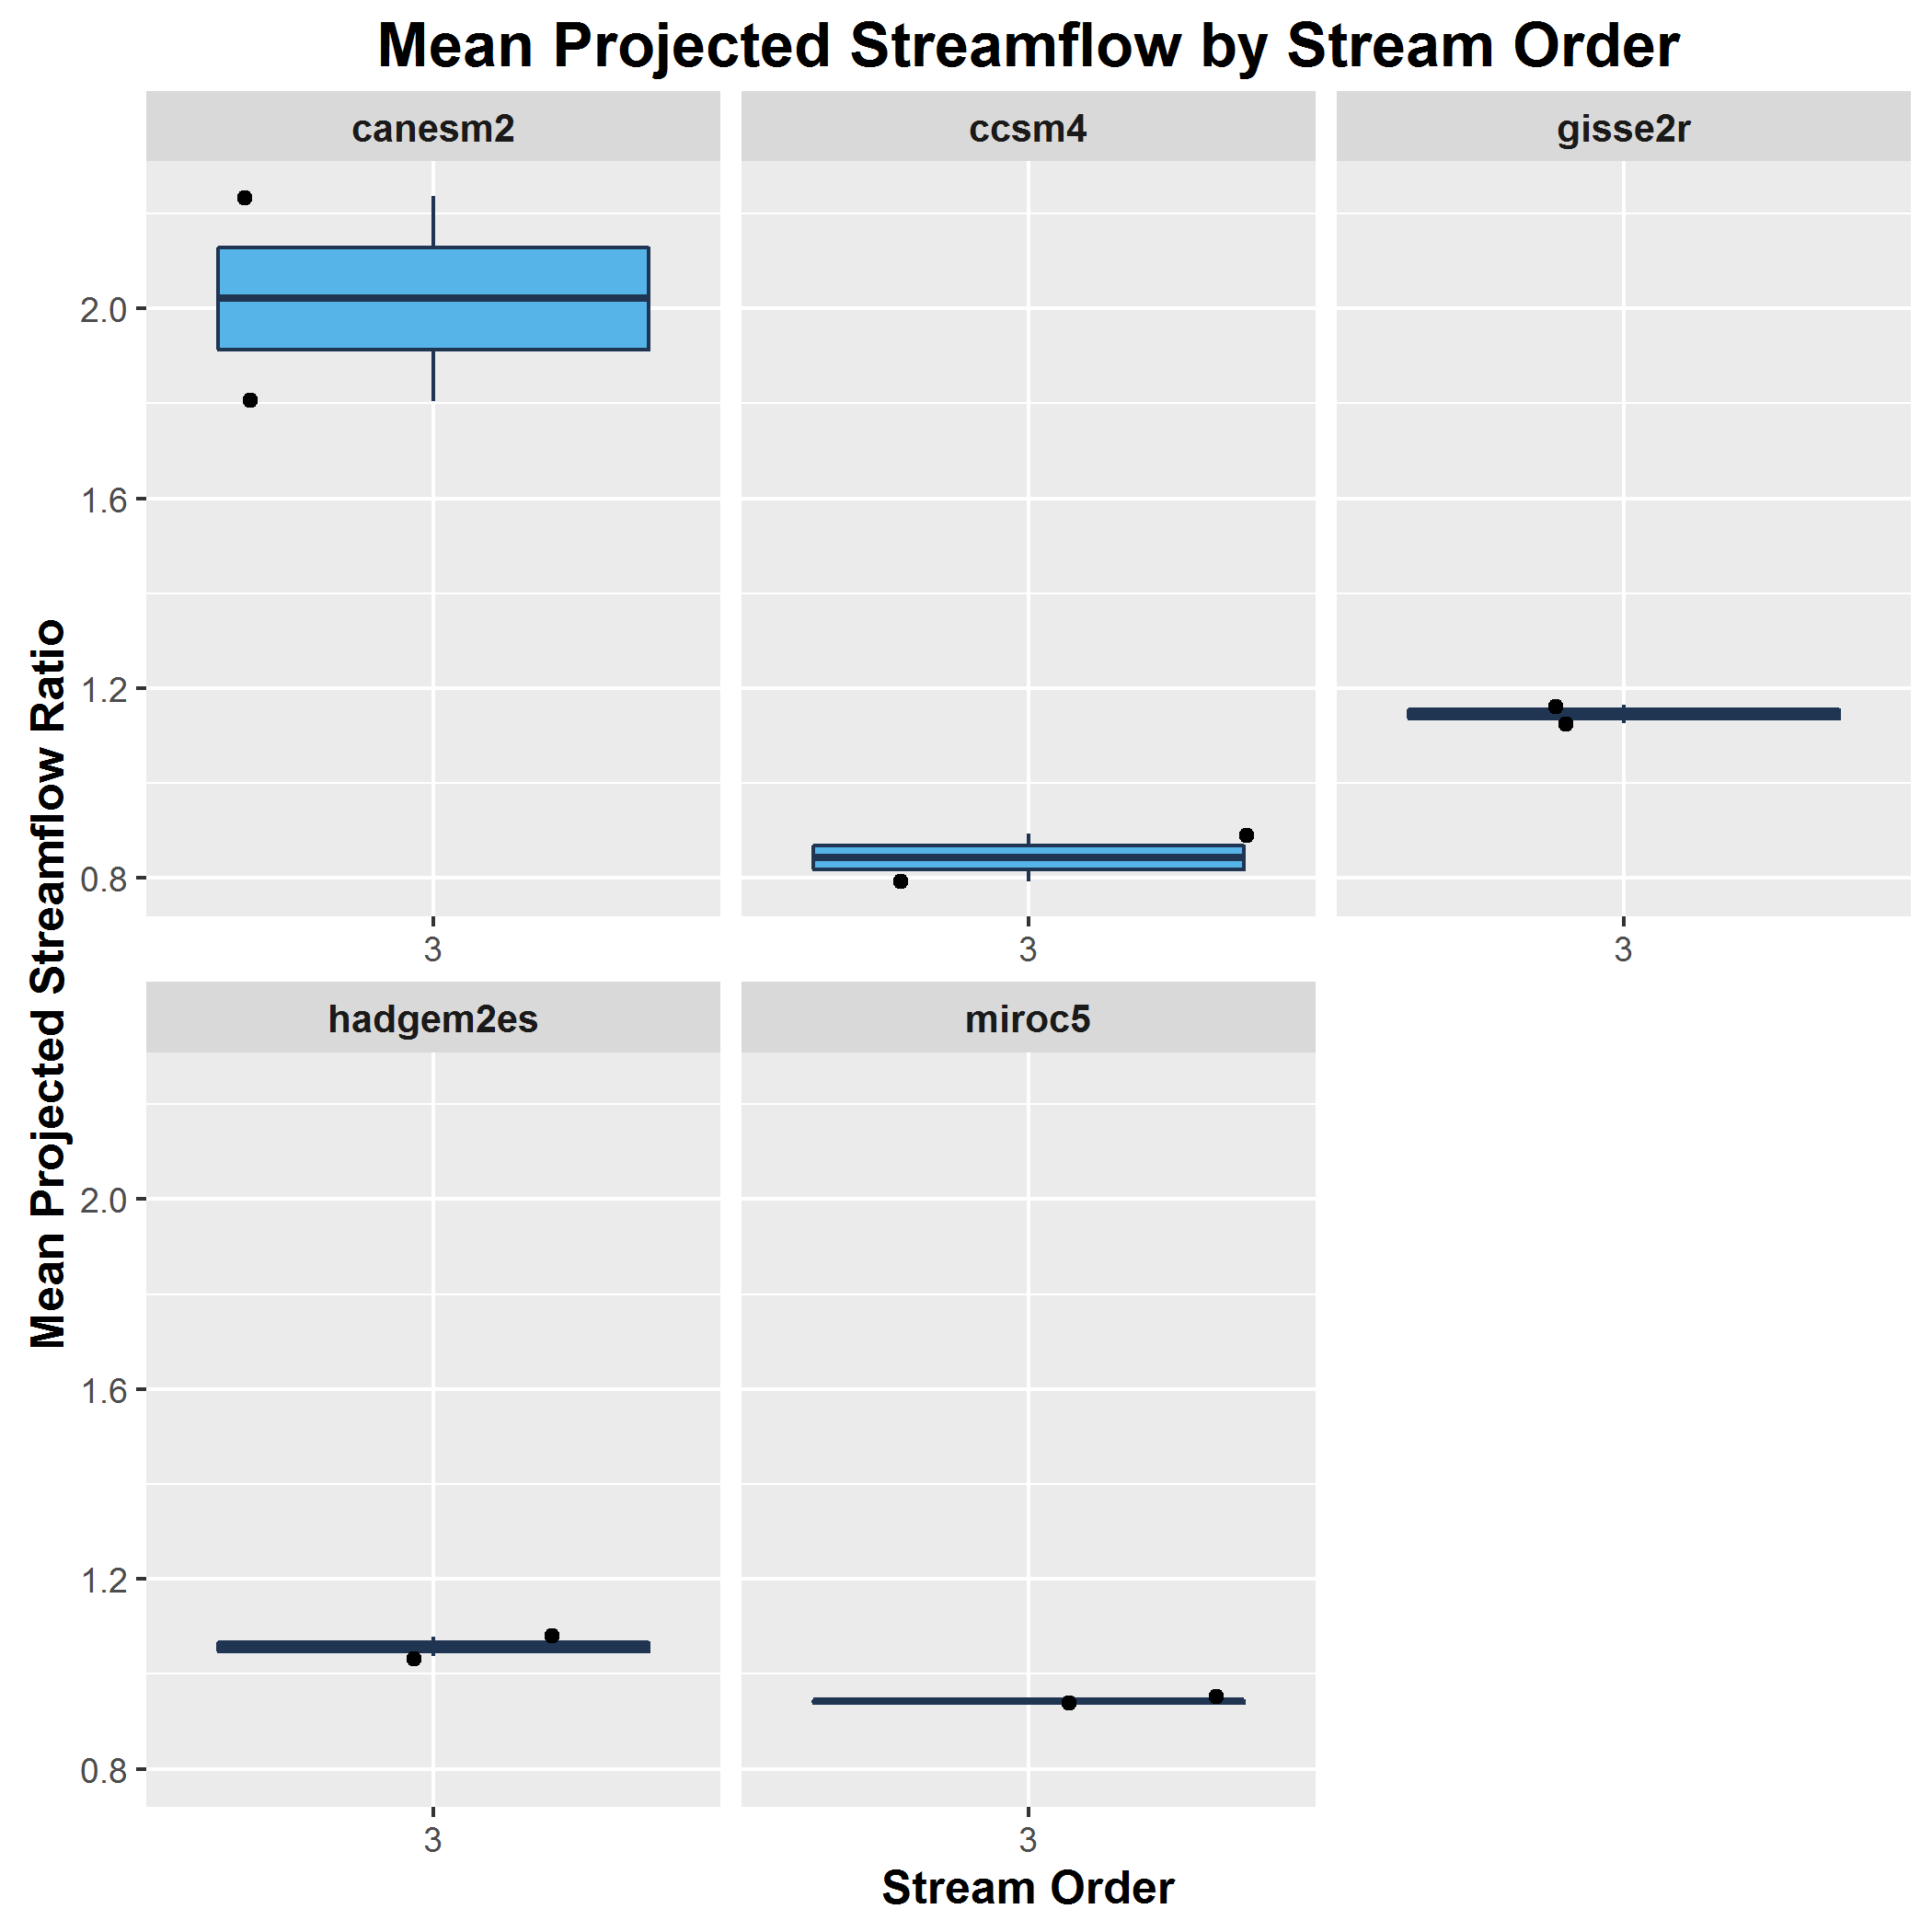 Mean Projected Streamflow by Stream Order
canesm2
ccsm4
gisse2r
2.0
1.6
1.2
0.8
3
3
3
Mean Projected Streamflow Ratio
hadgem2es
miroc5
2.0
1.6
1.2
0.8
3
3
Stream Order